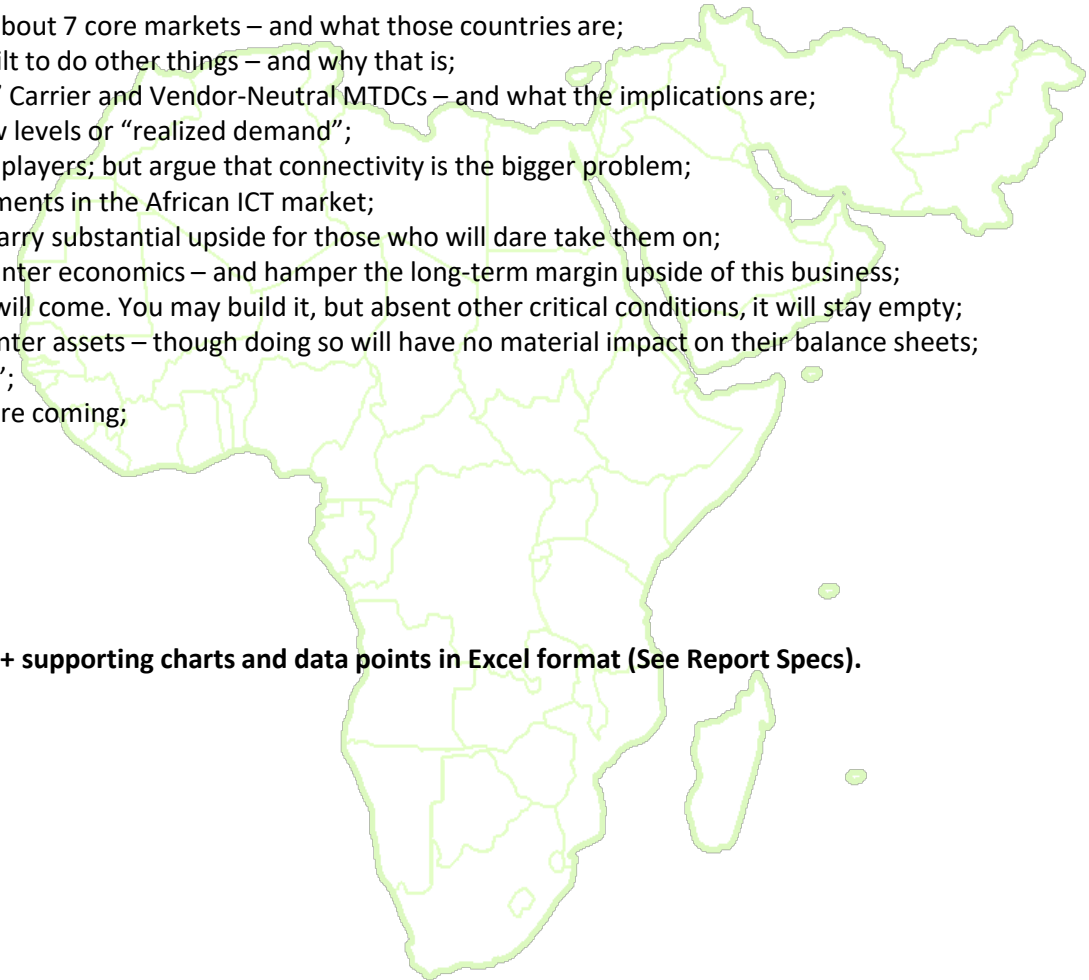 bout 7 core markets – and what those countries are;
ilt to do other things – and why that is;
Carrier and Vendor-Neutral MTDCs – and what the implications are;
levels or “realized demand”;
players; but argue that connectivity is the bigger problem;
ments in the African ICT market;
arry substantial upside for those who will dare take them on;
nter economics – and hamper the long-term margin upside of this business;
will come. You may build it, but absent other critical conditions, it will stay empty;
nter assets – though doing so will have no material impact on their balance sheets;
”;
re coming;
+ supporting charts and data points in Excel format (See Report Specs).